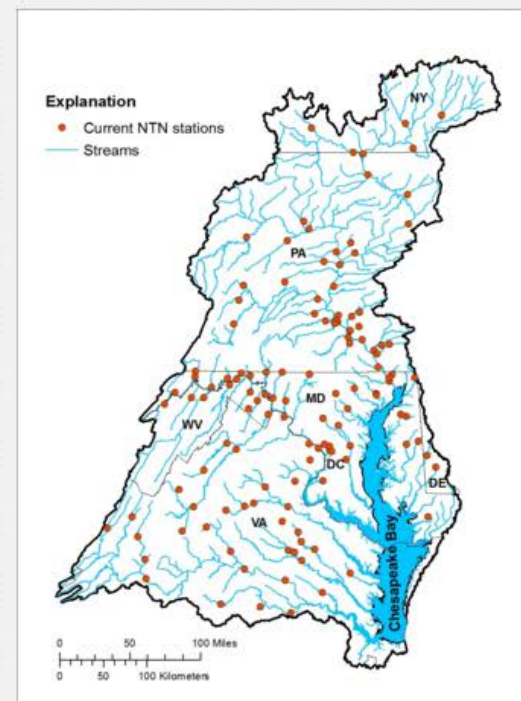 NY
Explanation
Current NTN stations
Streams
PA
MD
WV
DC
DE
VA
Chesapeake Bay
0 50 100 Miles
0 50 100 Kilometers